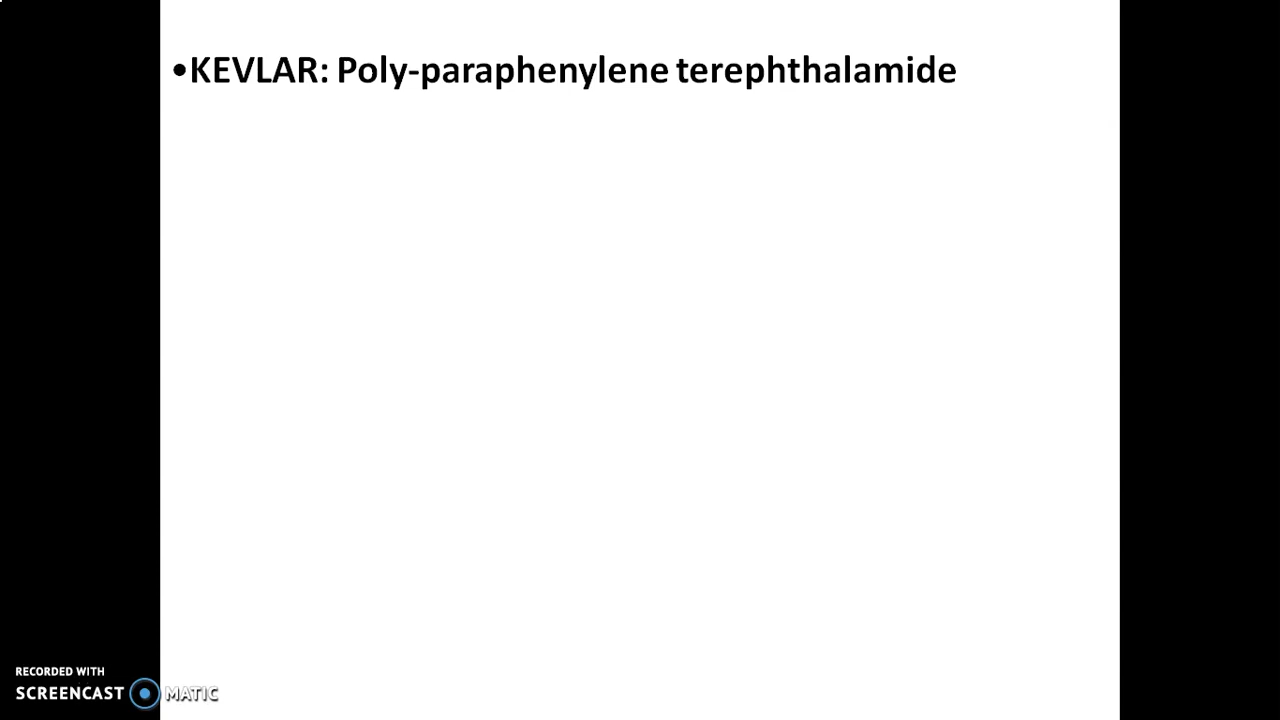 •KEVLAR: Poly-paraphenylene terephthalamide
RECORDED WITH
SCREENCAST MATIC